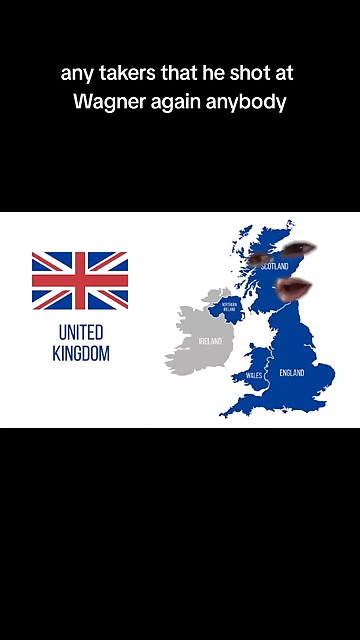 any takers that he shot at
Wagner again anybody
SCOTLAND
NORTHERN
IRELAND
IRELAND
UNITED
KINGDOM
WALES
ENGLAND